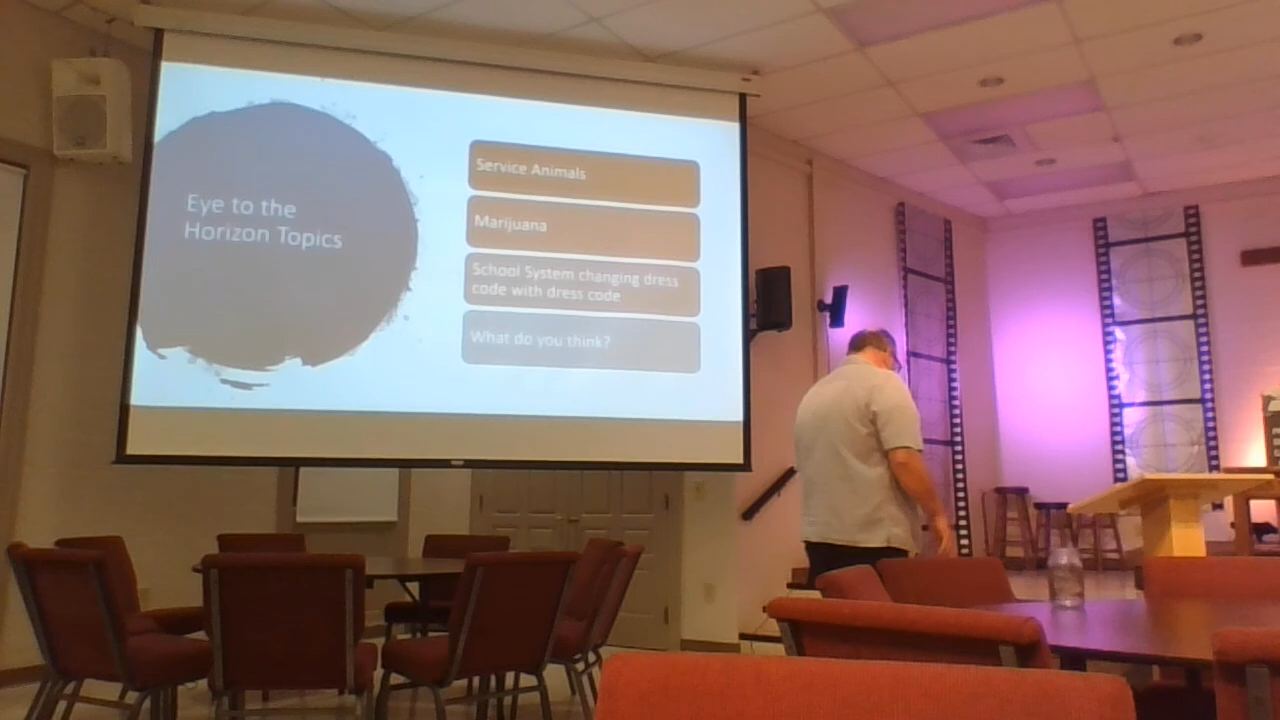 Eye to the
Horizon Topics
Service Animals
Marijuana
School System changing dress
code with dress code
What do you think?